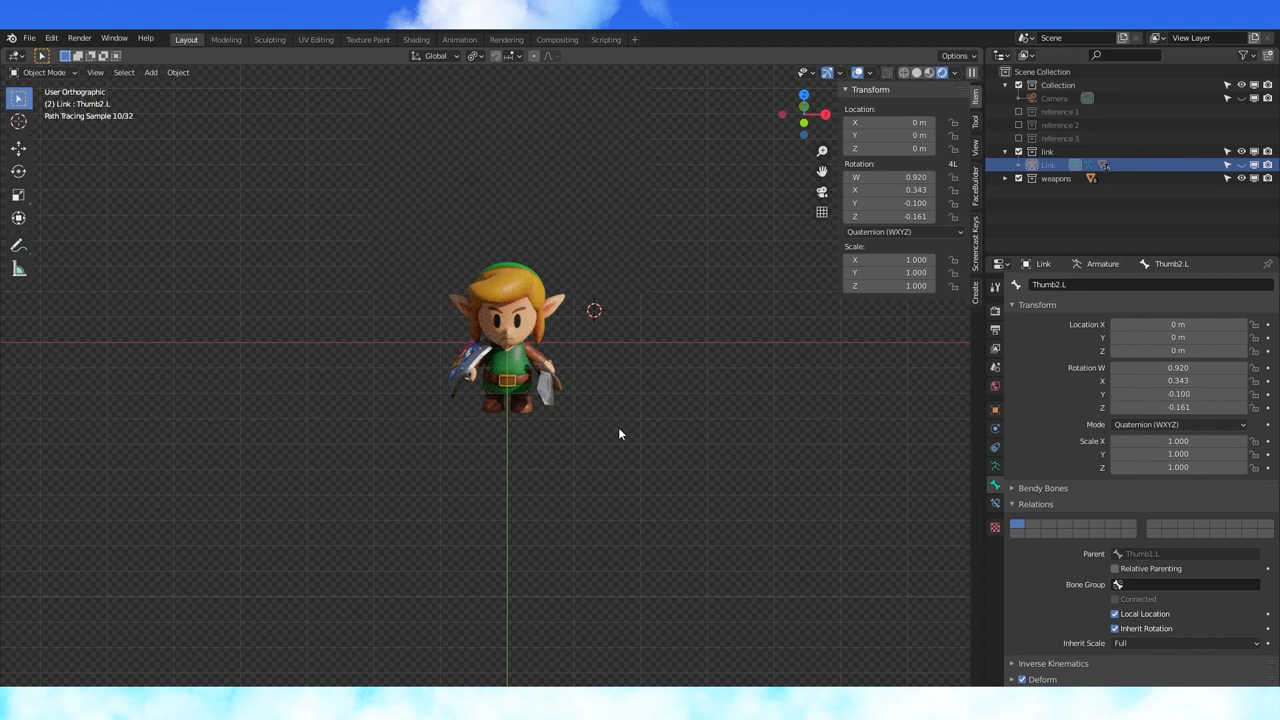 File Edit Render Window Help Layout Modeling Sculpting UV Editing Texture Paint Shading Animation Rendering Compositing Scripting +
Scene
View Layer
Global
Options
Object Mode View Select Add Object
User Orthographic
(2) Link : Thumb2.L
Path Tracing Sample 10/32
Transform
Location:
X 0 m
Y 0 m
Z 0 m
Rotation: 4L
W 0.920
X 0.343
Y -0.100
Z -0.161
Quaternion (WXYZ)
Scale:
X 1.000
Y 1.000
Z 1.000
Item
Tool
View
FaceBuilder
Screencast Keys
Create
Scene Collection
Collection
Camera
reference 1
reference 2
reference 3
link
Link
weapons
Link Armature Thumb2.L
Thumb2.L
Transform
Location X 0 m
Y 0 m
Z 0 m
Rotation W 0.920
X 0.343
Y -0.100
Z -0.161
Mode Quaternion (WXYZ)
Scale X 1.000
Y 1.000
Z 1.000
Bendy Bones
Relations
Parent Thumb1.L
Relative Parenting
Bone Group
Connected
Local Location
Inherit Rotation
Inherit Scale Full
Inverse Kinematics
Deform